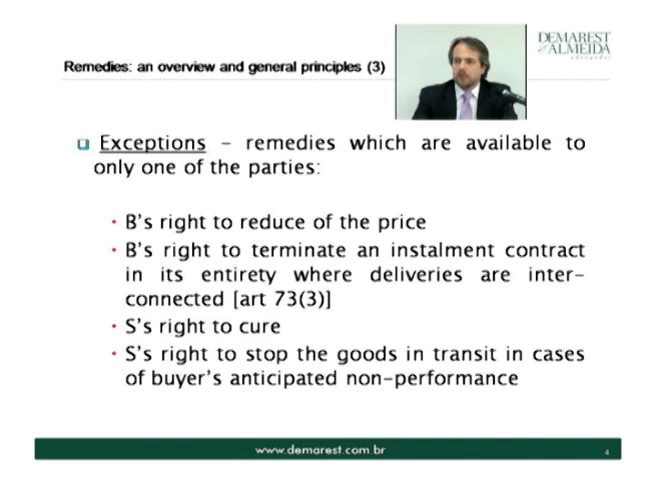 DEMAREST
& ALMEIDA
advogados
Remedies: an overview and general principles (3)
Exceptions – remedies which are available to
only one of the parties:
• B's right to reduce of the price
• B's right to terminate an instalment contract
in its entirety where deliveries are inter–
connected [art 73(3)]
• S's right to cure
• S's right to stop the goods in transit in cases
of buyer's anticipated non–performance
www.demarest.com.br
4